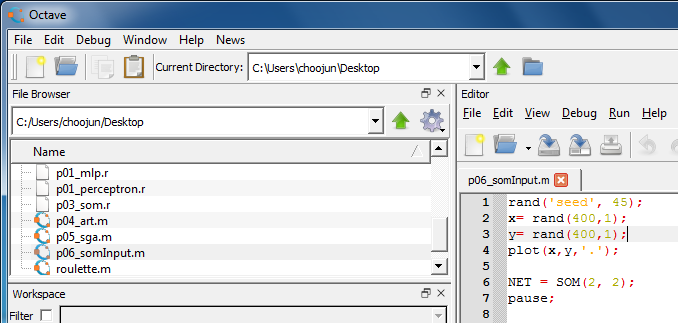 Octave
File Edit Debug Window Help News
Current Directory: C:\Users\choojun\Desktop
File Browser
C:/Users/choojun/Desktop
Name
p01_mlp.r
p01_perceptron.r
p03_som.r
p04_art.m
p05_sga.m
p06_somInput.m
roulette.m
Workspace
Filter
Editor
File Edit View Debug Run Help
p06_somInput.m
1 rand('seed', 45);
2 x= rand(400,1);
3 y= rand(400,1);
4 plot(x,y,'.');
5
6 NET = SOM(2, 2);
7 pause;
8